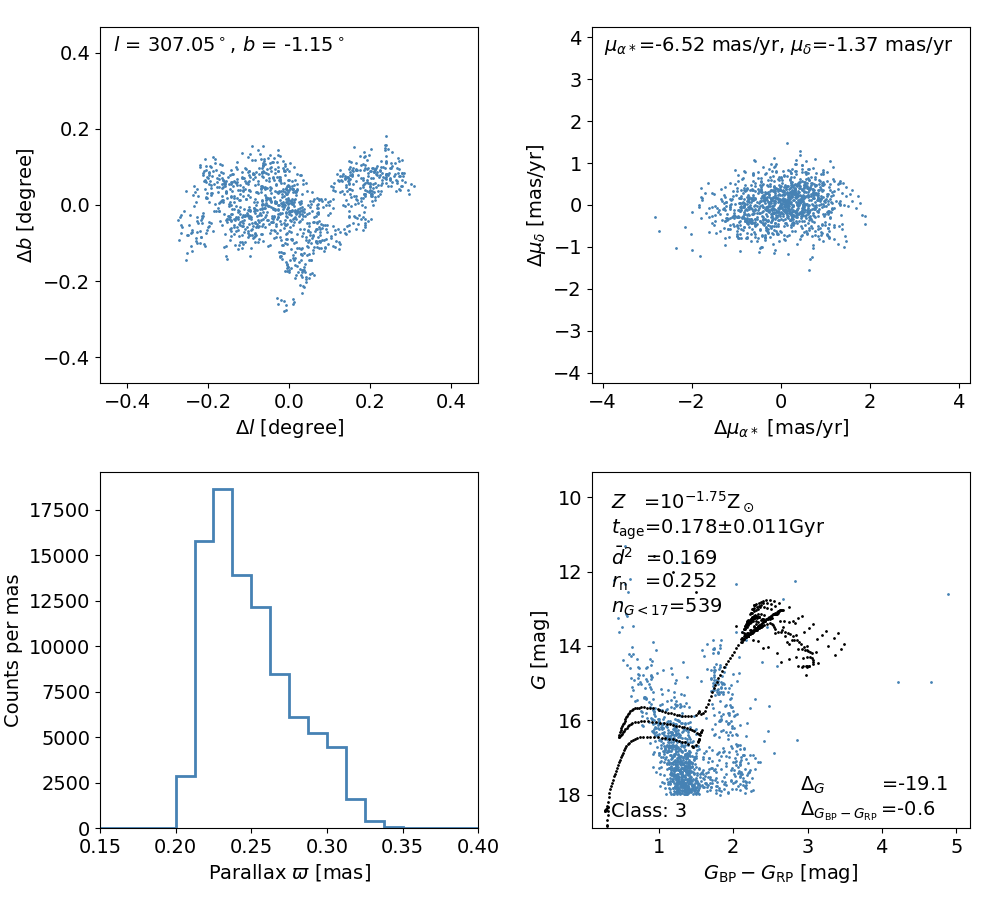 l = 307.05°, b = -1.15°
0.4
0.2
0.0
−0.2
−0.4
Δb [degree]
−0.4 −0.2 0.0 0.2 0.4
Δl [degree]
μα∗=-6.52 mas/yr, μδ=-1.37 mas/yr
4
3
2
1
0
−1
−2
−3
−4
Δμδ [mas/yr]
−4 −2 0 2 4
Δμα∗ [mas/yr]
17500
15000
12500
10000
7500
5000
2500
0
Counts per mas
0.15 0.20 0.25 0.30 0.35 0.40
Parallax ϖ [mas]
Z =10−1.75Z⊙
tage=0.178±0.011Gyr
d̄2 =0.169
rn =0.252
nG<17=539
ΔG =-19.1
ΔGBP−GRP=-0.6
Class: 3
10
12
14
16
18
G [mag]
1 2 3 4 5
GBP − GRP [mag]